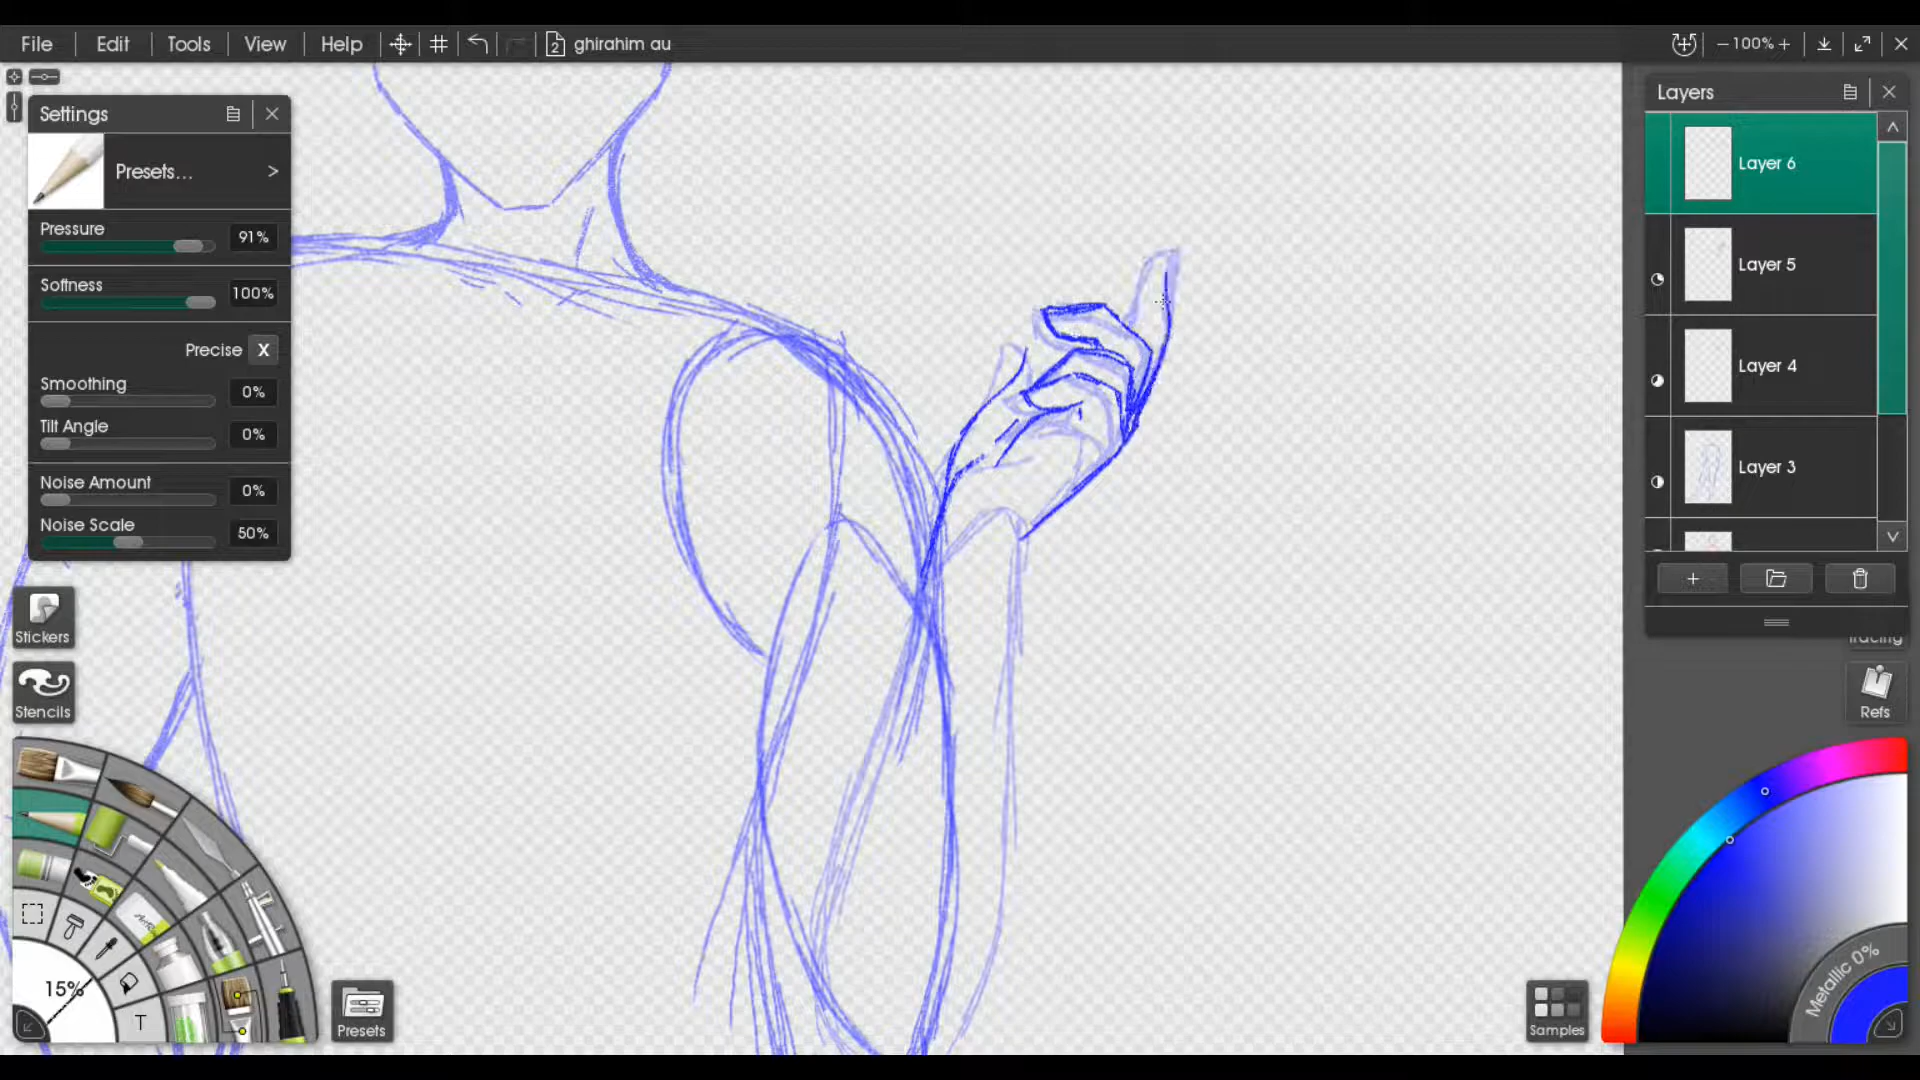 File Edit Tools View Help 2 ghirahim au −100%+
Settings
Presets... >
Pressure 91%
Softness 100%
Precise X
Smoothing 0%
Tilt Angle 0%
Noise Amount 0%
Noise Scale 50%
Stickers
Stencils
15%
T
Presets
Layers
Layer 6
Layer 5
Layer 4
Layer 3
Tracing
Refs
Metallic 0%
Samples